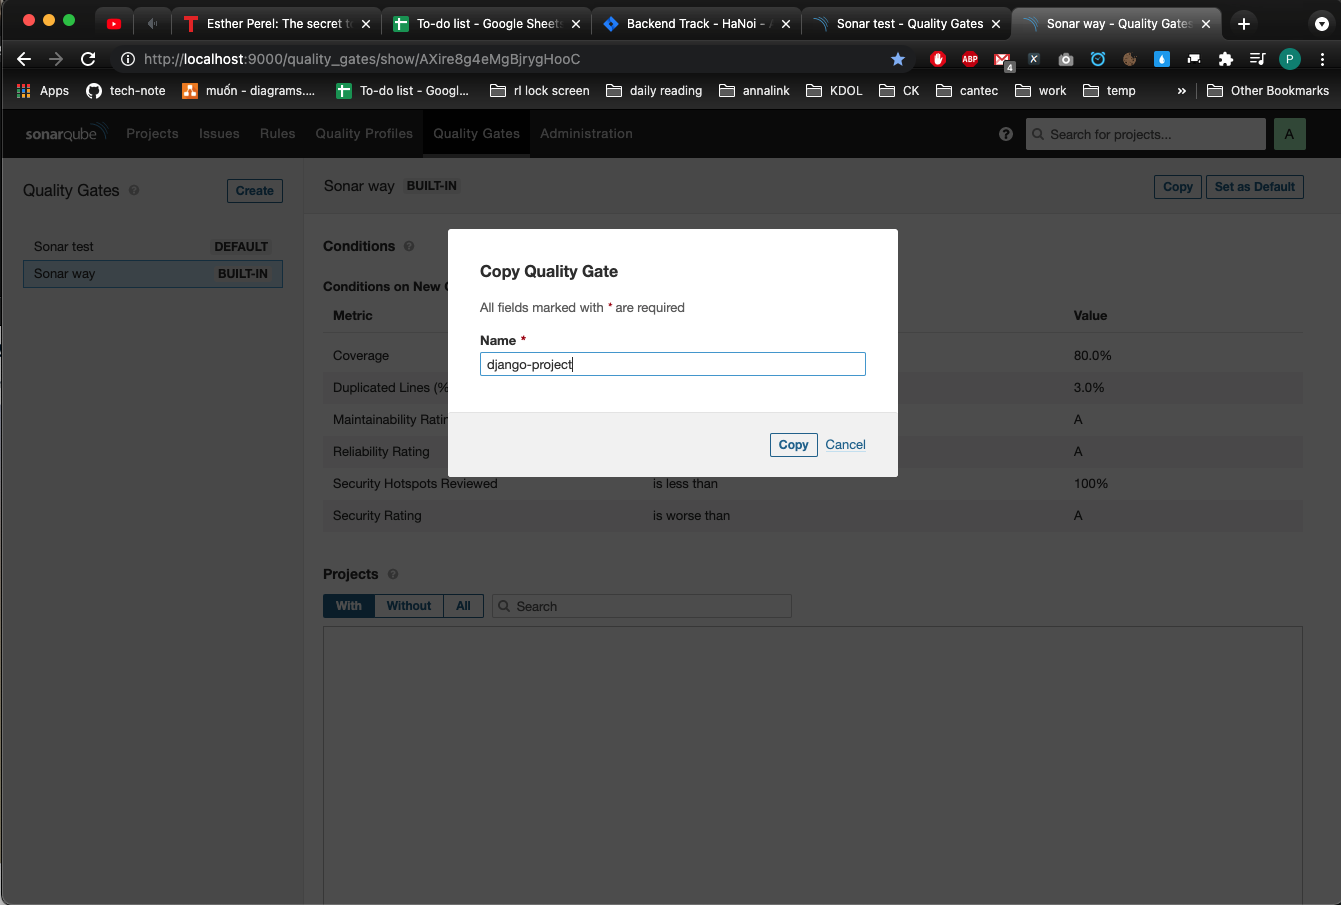 Esther Perel: The secret t
To-do list - Google Sheets
Backend Track - HaNoi - 
Sonar test - Quality Gates
Sonar way - Quality Gates
http://localhost:9000/quality_gates/show/AXire8g4eMgBjrygHooC
ABP
4
X
P
Apps
tech-note
muốn - diagrams....
To-do list - Googl...
rl lock screen
daily reading
annalink
KDOL
CK
cantec
work
temp
»
Other Bookmarks
sonarqube
Projects
Issues
Rules
Quality Profiles
Quality Gates
Administration
Search for projects...
A
Quality Gates
Create
Sonar way BUILT-IN
Copy
Set as Default
Sonar test DEFAULT
Sonar way BUILT-IN
Conditions
Conditions on New C
Metric Value
Coverage 80.0%
Duplicated Lines (% 3.0%
Maintainability Ratin A
Reliability Rating A
Security Hotspots Reviewed is less than 100%
Security Rating is worse than A
Copy Quality Gate
All fields marked with * are required
Name *
django-project
Copy Cancel
Projects
With Without All Search